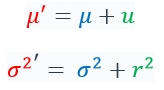 μ′ = μ + u
σ²′ = σ² + r²